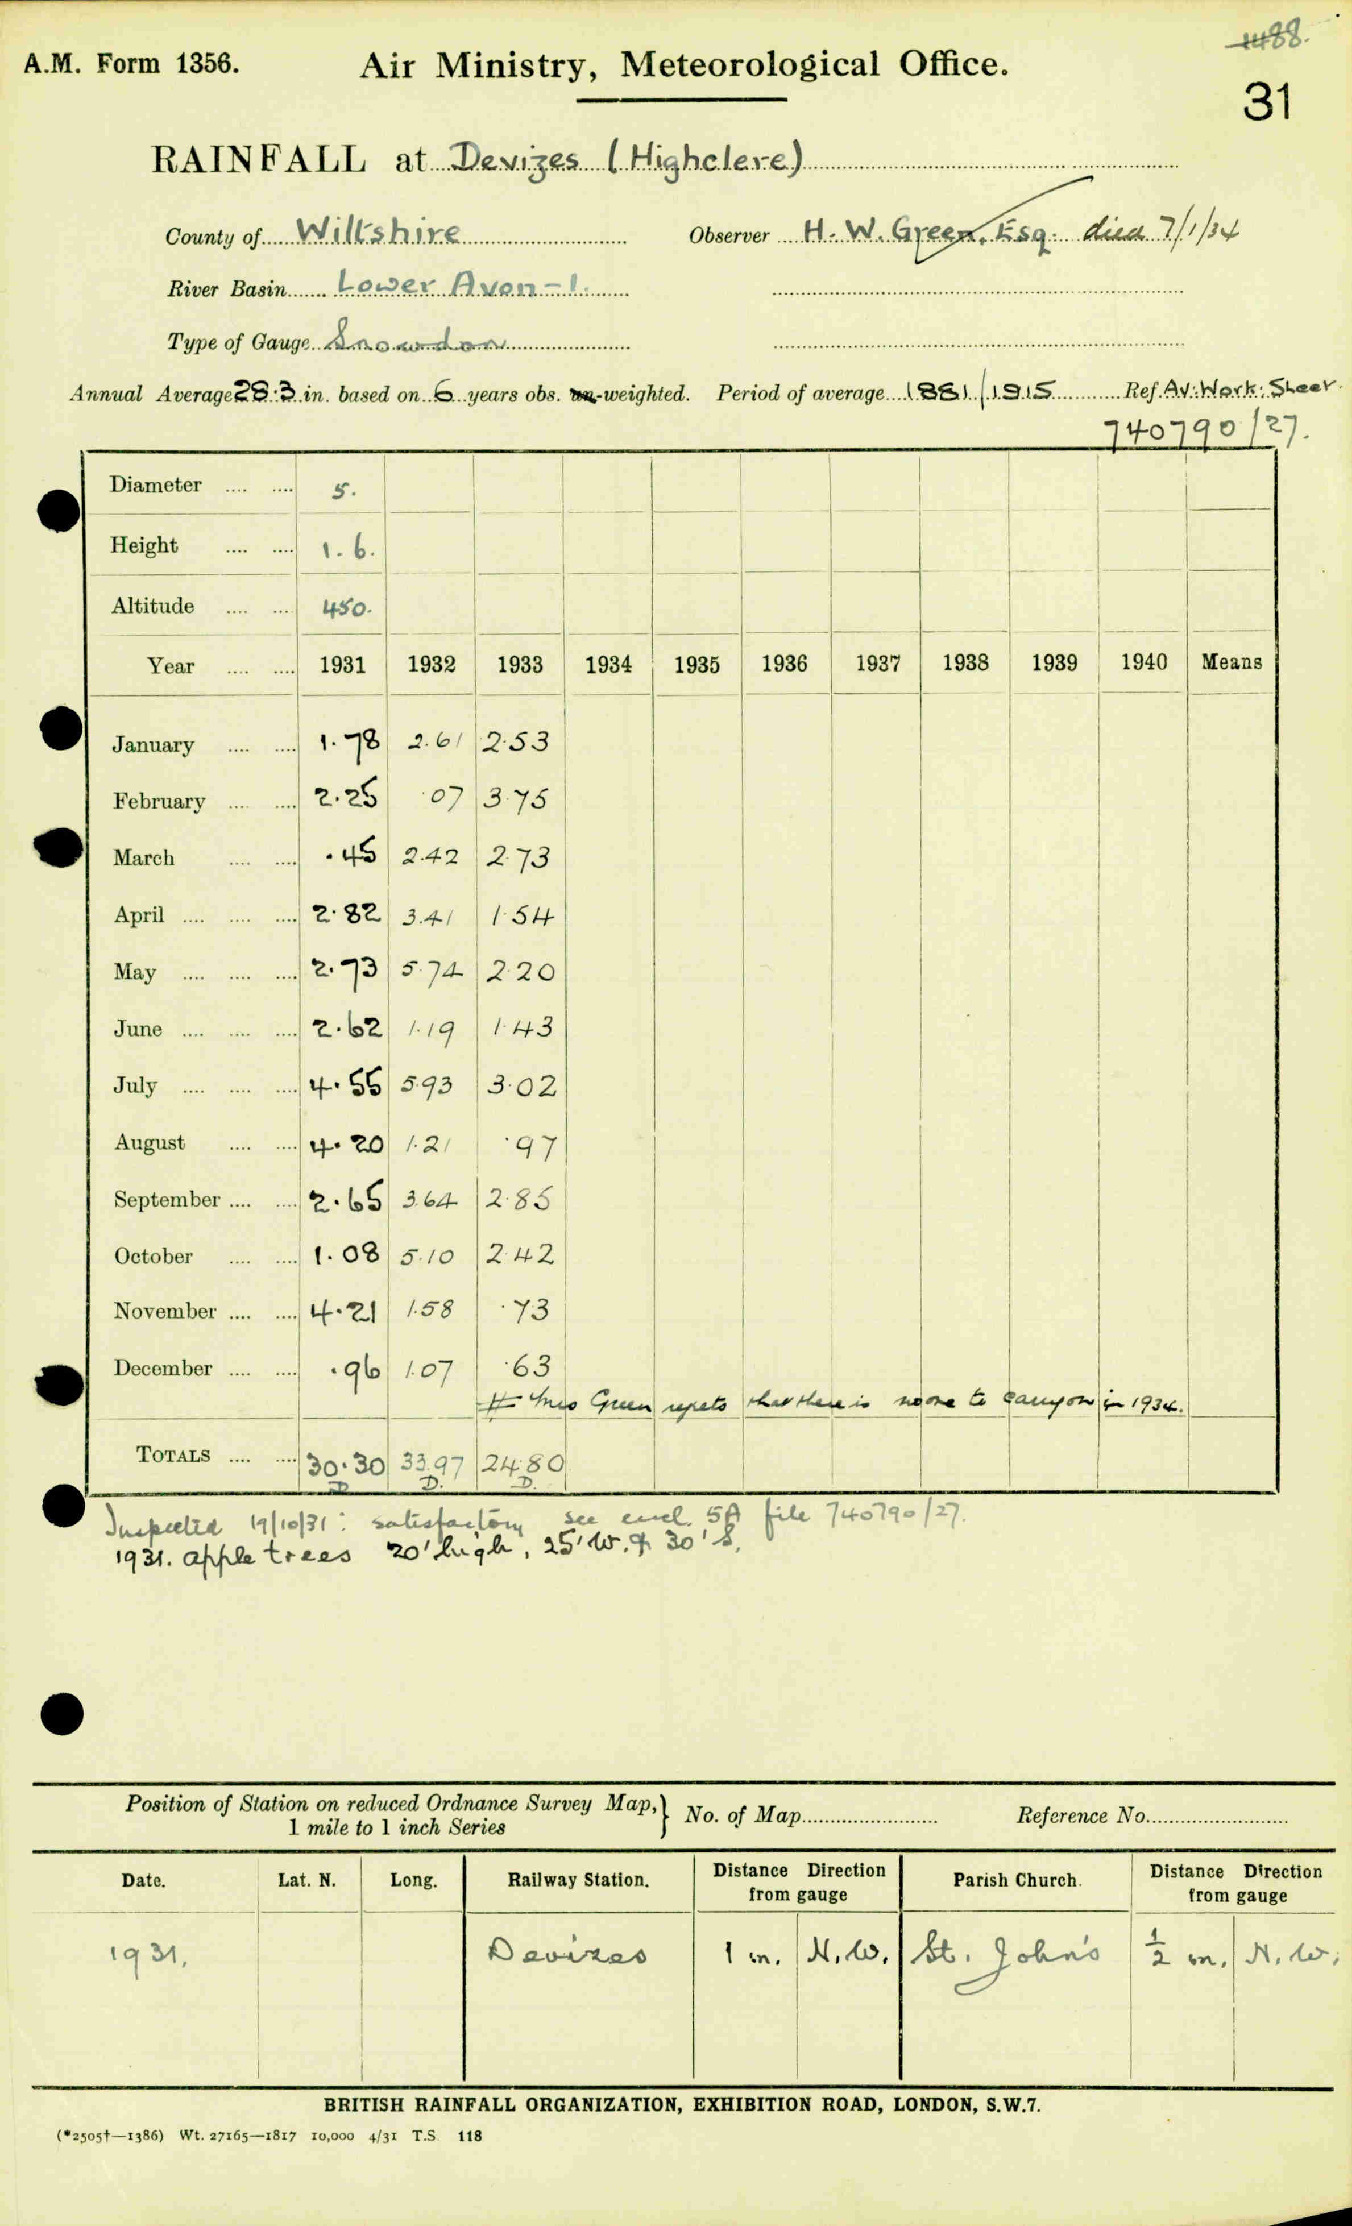 1488.
A.M. Form 1356. Air Ministry, Meteorological Office.
31
RAINFALL at Devizes (Highclere)
County of Wiltshire Observer H. W. Green, Esq. died 7/1/34
River Basin Lower Avon – 1.
Type of Gauge Snowdon
Annual Average 28.3 in. based on 6 years obs. un-weighted. Period of average 1881/1915 Ref. Av: Work: Sheet
740790/27.
Diameter .... .... 5.
Height .... .... 1. 6.
Altitude .... .... 450.
Year .... .... 1931 1932 1933 1934 1935 1936 1937 1938 1939 1940 Means
January .... .... 1.78 2.61 2.53
February .... .... 2.25 .07 3.75
March .... .... .45 2.42 2.73
April .... .... .... 2.82 3.41 1.54
May .... .... .... 2.73 5.74 2.20
June .... .... .... 2.62 1.19 1.43
July .... .... .... 4.55 5.93 3.02
August .... .... 4.20 1.21 .97
September .... .... 2.65 3.64 2.85
October .... .... 1.08 5.10 2.42
November .... .... 4.21 1.58 .73
December .... .... .96 1.07 .63
# Mrs Green regrets that there is no one to carry on in 1934.
TOTALS .... .... 30.30 33.97 24.80
D D. D.
Inspected 19/10/31: satisfactory see encl. 5A file 740790/27.
1931. apple trees 20' high, 25' W. & 30' S.
Position of Station on reduced Ordnance Survey Map, } No. of Map Reference No.
1 mile to 1 inch Series
Date. Lat. N. Long. Railway Station. Distance Direction from gauge Parish Church. Distance Direction from gauge
1931. Devizes 1 m. N.W. St. John's ½ m. N.W.
BRITISH RAINFALL ORGANIZATION, EXHIBITION ROAD, LONDON, S.W.7.
(*2505†—1386) Wt. 27165—1817 10,000 4/31 T.S. 118